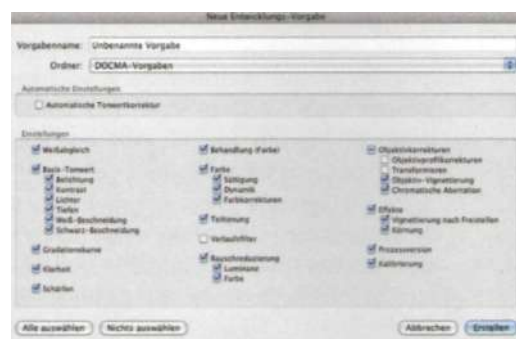 Neue Entwicklungs-Vorgabe
Vorgabenname: Unbenannte Vorgabe
Ordner: DOCMA-Vorgaben
Automatische Einstellungen
Automatische Tonwertkorrektur
Einstellungen
Weißabgleich
Basis-Tonwert
Belichtung
Kontrast
Lichter
Tiefen
Weiß-Beschneidung
Schwarz-Beschneidung
Gradationskurve
Klarheit
Schärfen
Behandlung (Farbe)
Farbe
Sättigung
Dynamik
Farbkorrekturen
Teiltonung
Verlaufsfilter
Rauschreduzierung
Luminanz
Farbe
Objektivkorrekturen
Objektivprofilkorrekturen
Transformieren
Objektiv-Vignettierung
Chromatische Aberration
Effekte
Vignettierung nach Freistellen
Körnung
Prozessversion
Kalibrierung
Alle auswählen
Nichts auswählen
Abbrechen
Erstellen